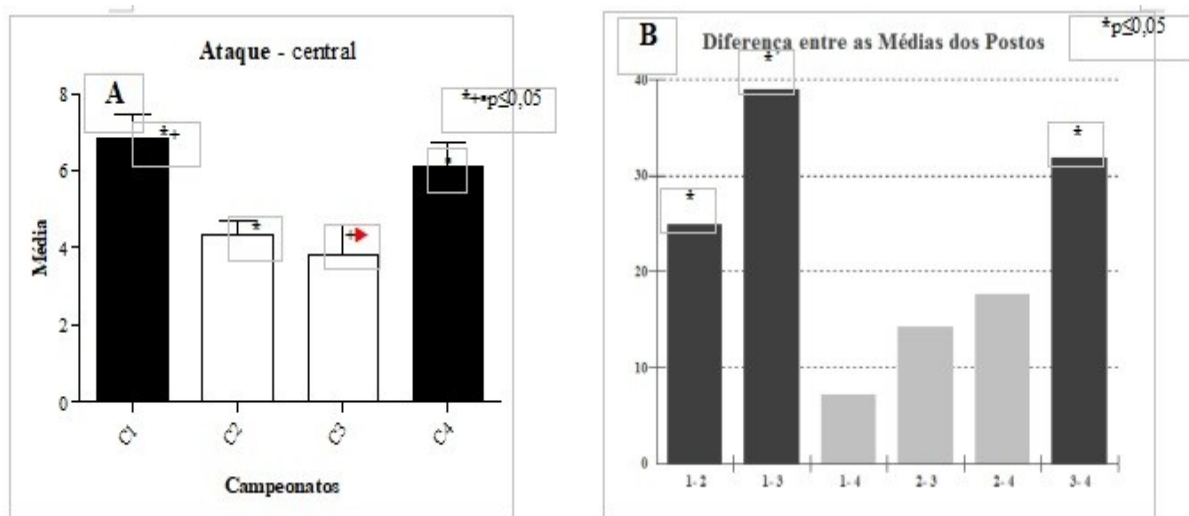 Ataque - central
A
*+▪p≤0,05
8
6
4
2
0
Média
*+
*
+
▪
C1
C2
C3
C4
Campeonatos
B
Diferença entre as Médias dos Postos
*p≤0,05
40
30
20
10
0
*
*
*
1- 2
1- 3
1- 4
2- 3
2- 4
3- 4